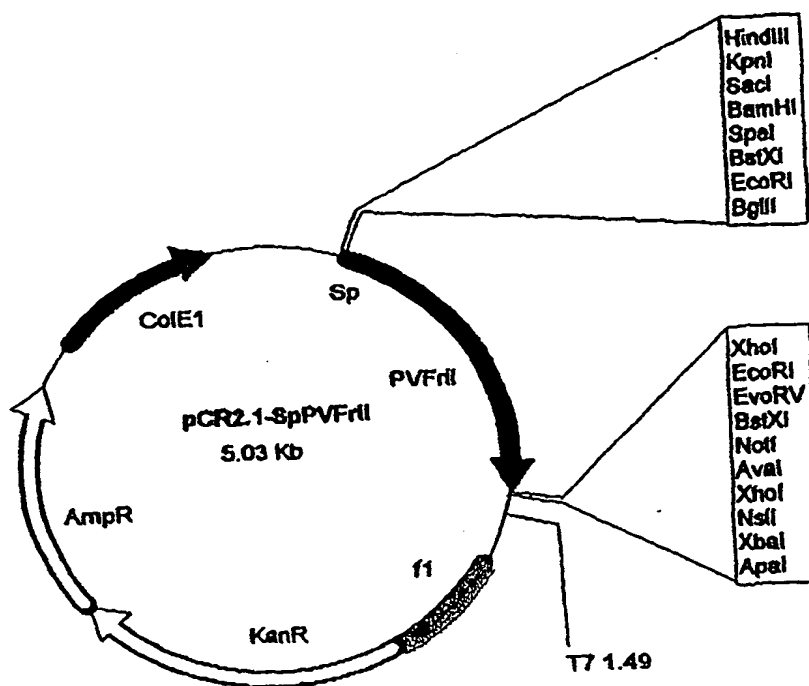 HindIII
KpnI
SacI
BamHI
SpeI
BstXI
EcoRI
BglII
Sp
ColE1
PVFrII
pCR2.1-SpPVFrII
5.03 Kb
XhoI
EcoRI
EvoRV
BstXI
NotI
AvaI
XhoI
NsiI
XbaI
ApaI
AmpR
f1
KanR
T7 1.49